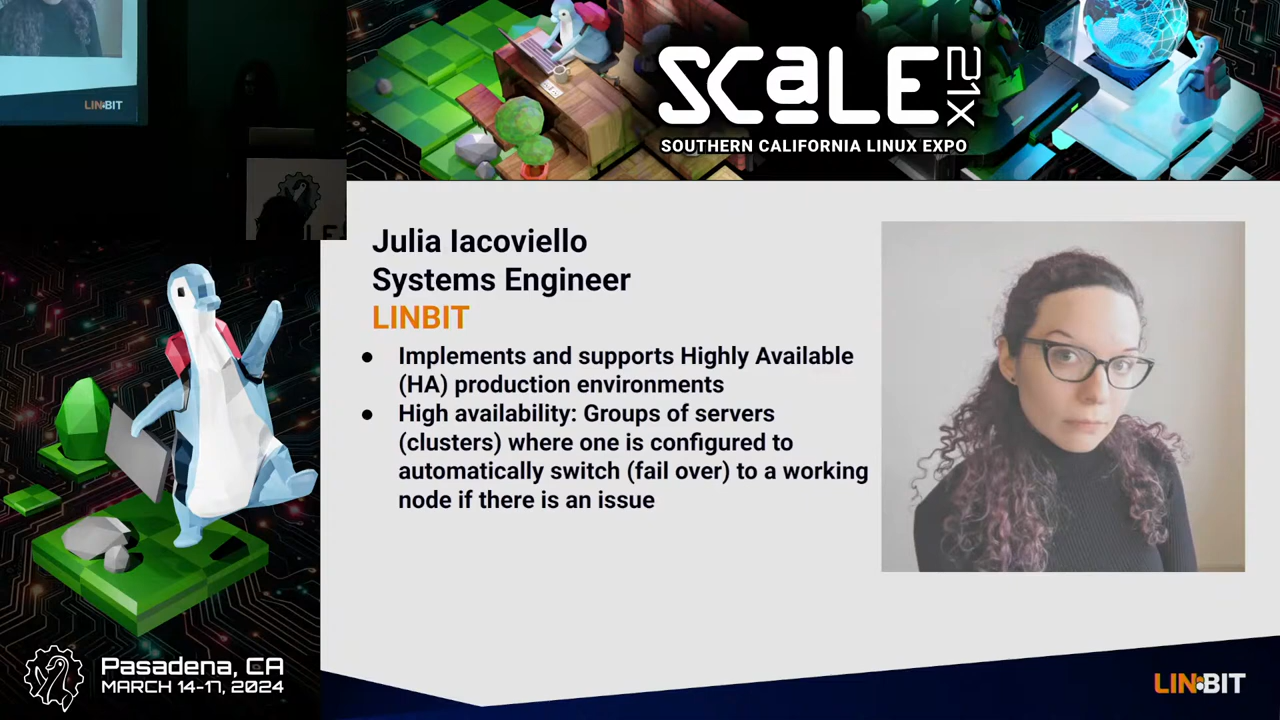 LINBIT
SCaLE 21x
SOUTHERN CALIFORNIA LINUX EXPO
Julia Iacoviello
Systems Engineer
LINBIT
● Implements and supports Highly Available
(HA) production environments
● High availability: Groups of servers
(clusters) where one is configured to
automatically switch (fail over) to a working
node if there is an issue
Pasadena, CA
MARCH 14-17, 2024
LINBIT